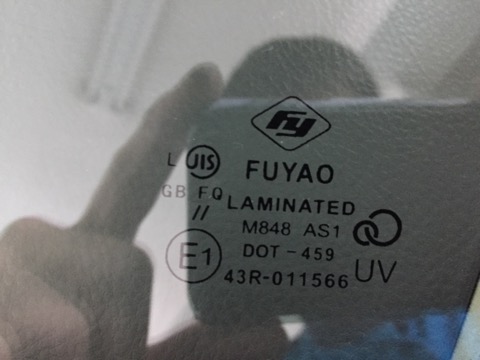 FY
L JIS FUYAO
GB FQ LAMINATED
// M848 AS1
E1 DOT-459
43R-011566 UV